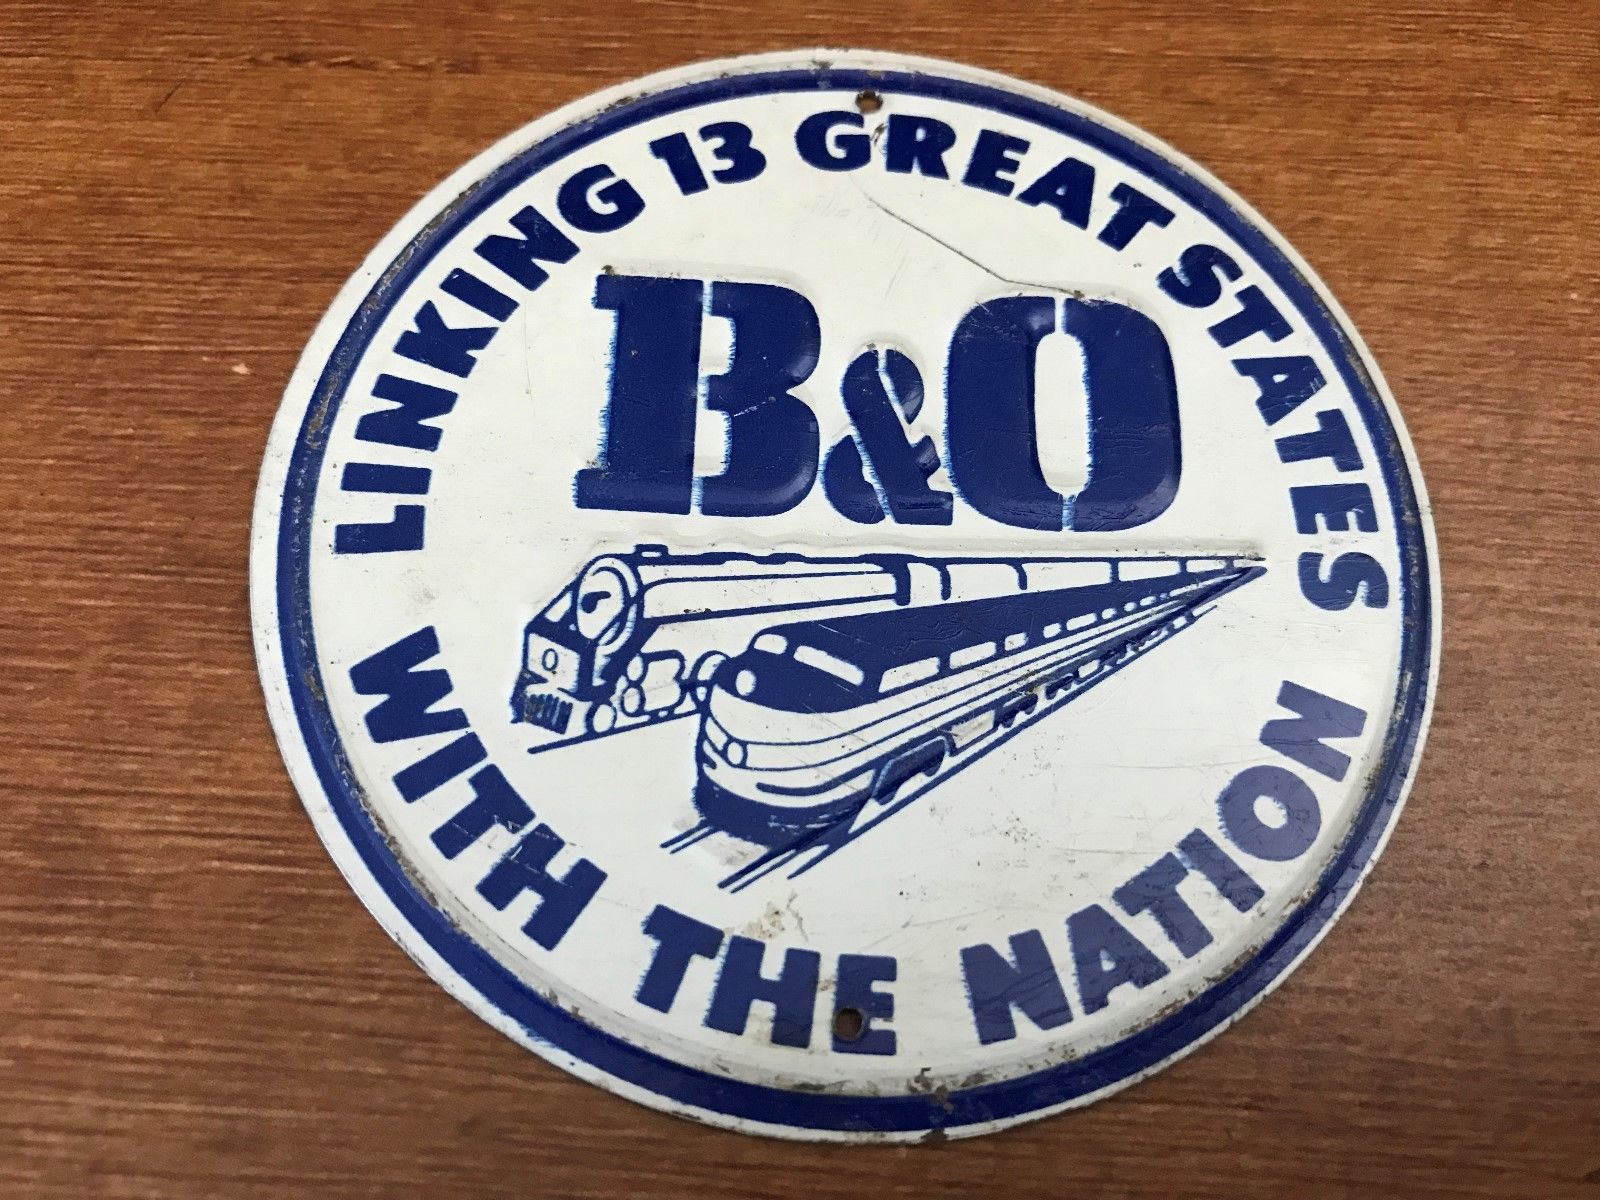 LINKING 13 GREAT STATES
B&O
WITH THE NATION